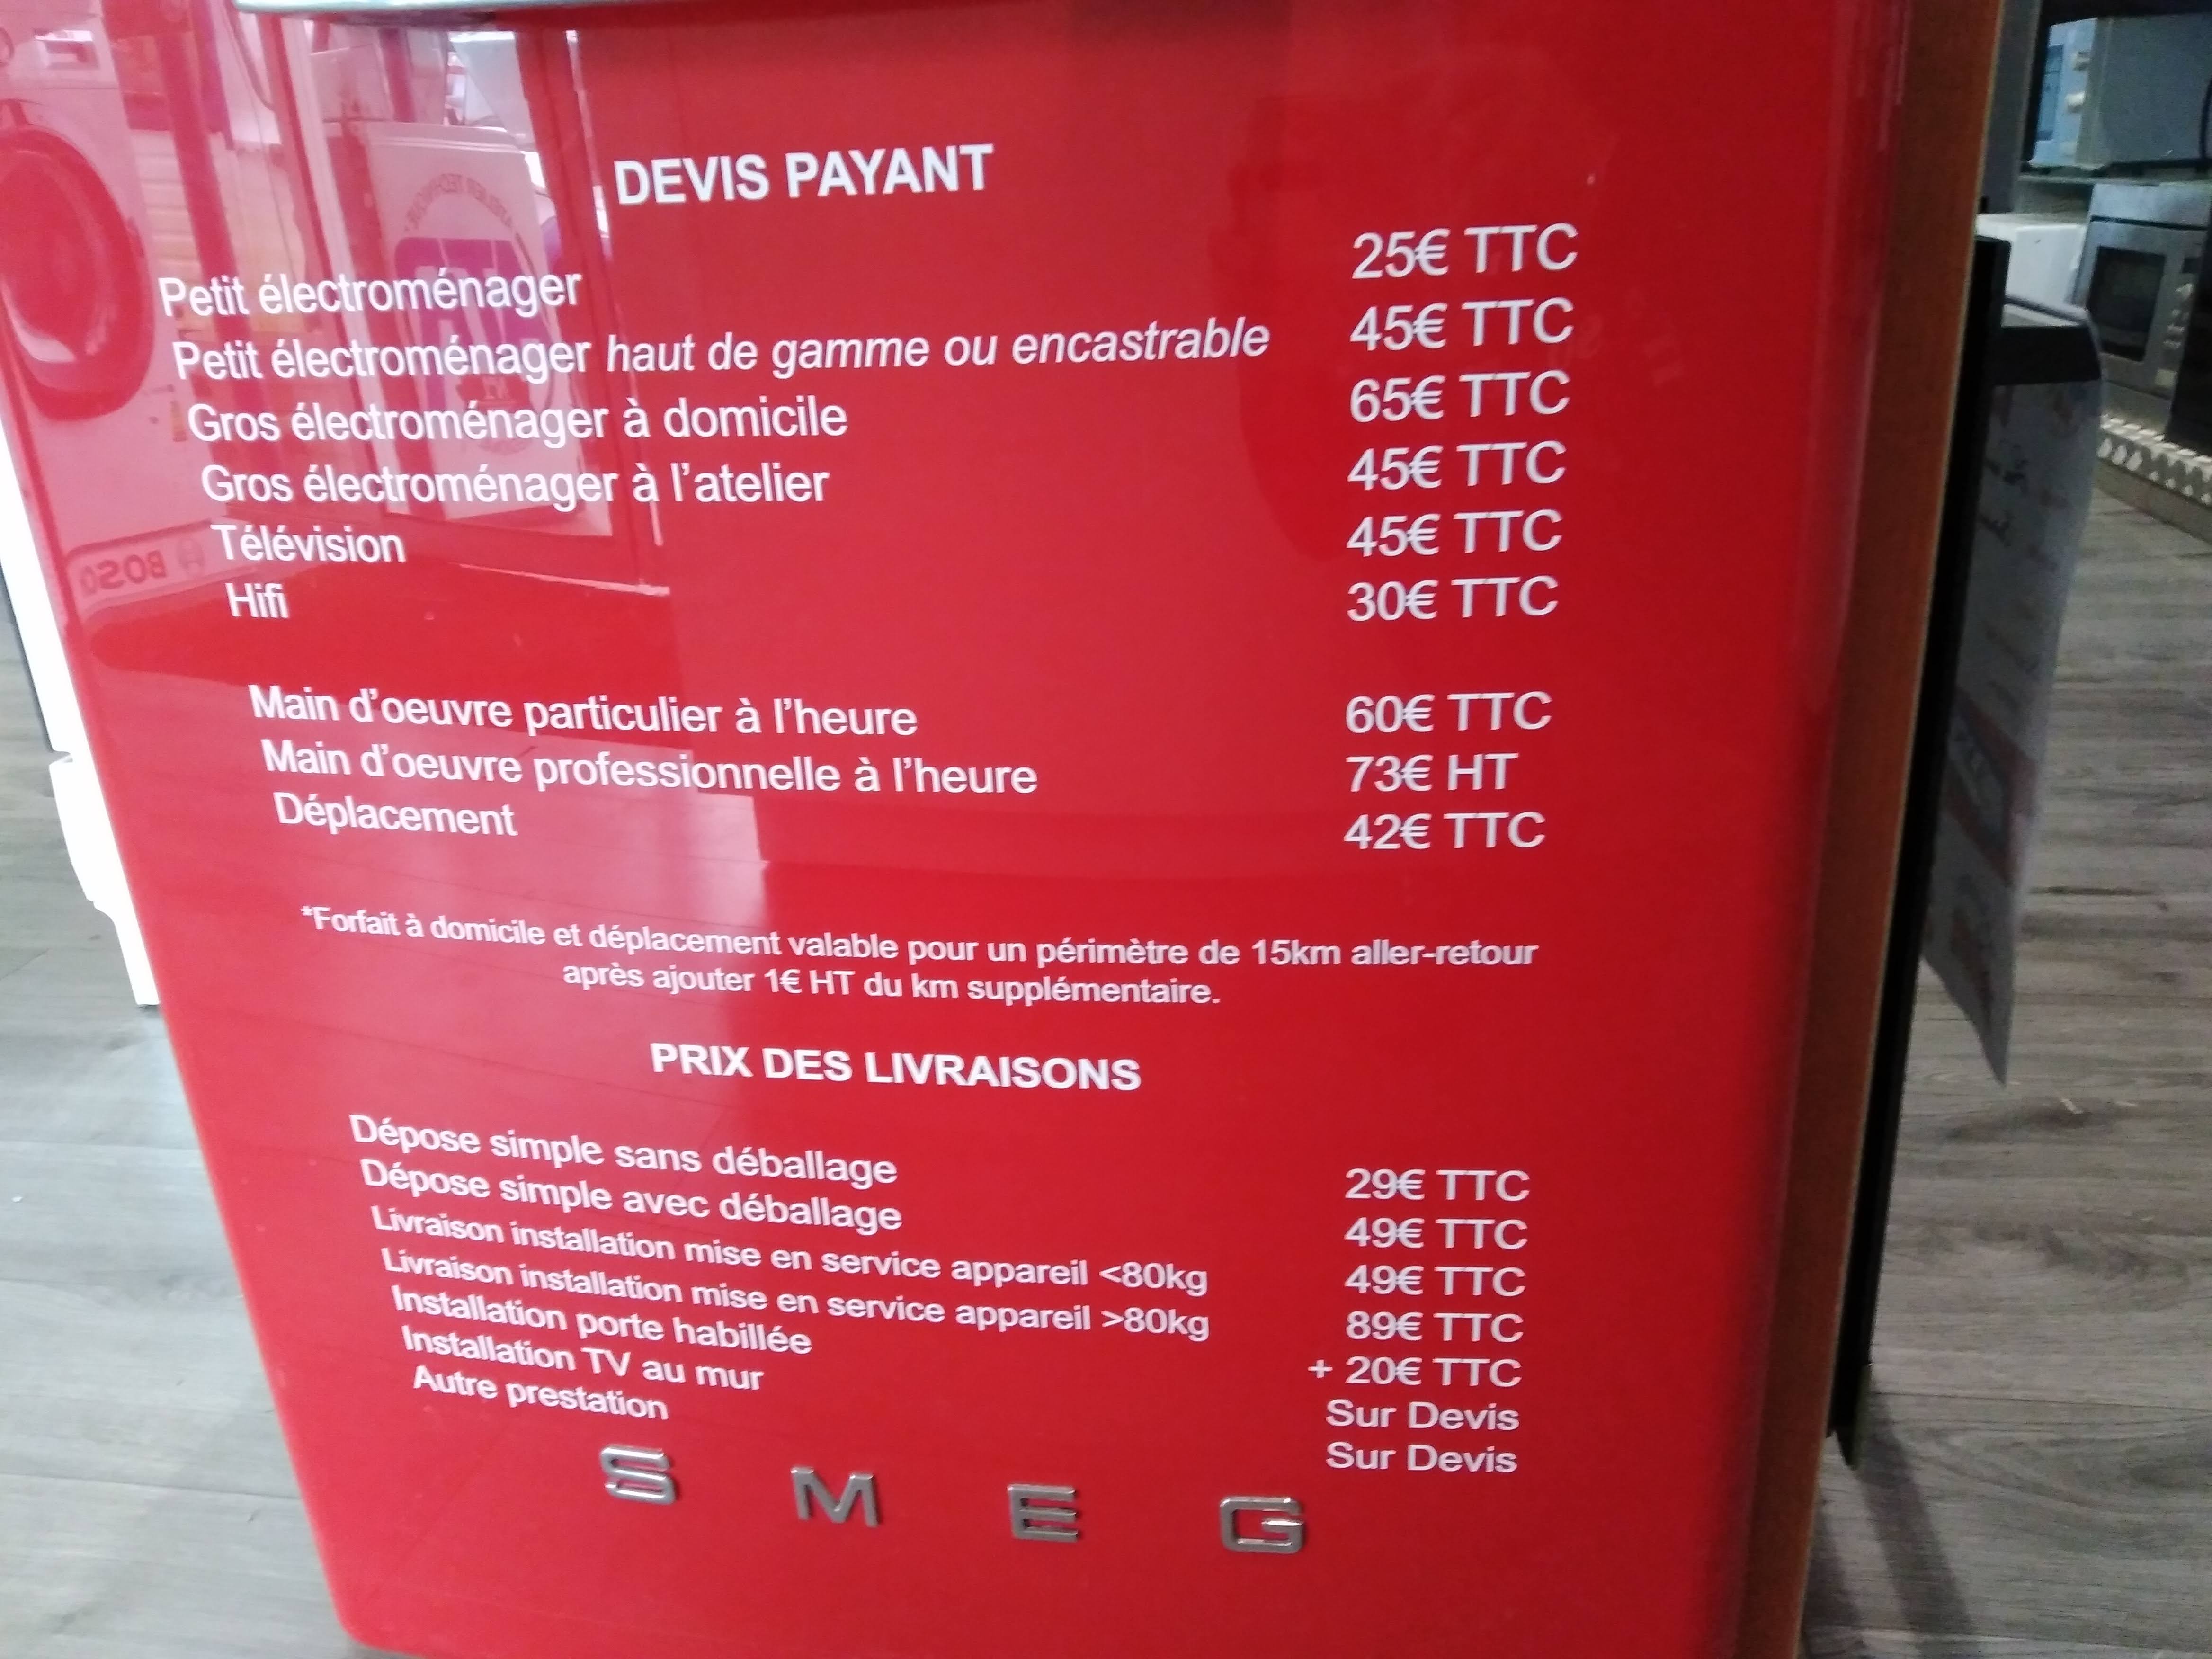 DEVIS PAYANT
Petit électroménager 25€ TTC
Petit électroménager haut de gamme ou encastrable 45€ TTC
Gros électroménager à domicile 65€ TTC
Gros électroménager à l'atelier 45€ TTC
Télévision 45€ TTC
Hifi 30€ TTC
Main d'oeuvre particulier à l'heure 60€ TTC
Main d'oeuvre professionnelle à l'heure 73€ HT
Déplacement 42€ TTC
*Forfait à domicile et déplacement valable pour un périmètre de 15km aller-retour
après ajouter 1€ HT du km supplémentaire.
PRIX DES LIVRAISONS
Dépose simple sans déballage 29€ TTC
Dépose simple avec déballage 49€ TTC
Livraison installation mise en service appareil <80kg 49€ TTC
Livraison installation mise en service appareil >80kg 89€ TTC
Installation porte habillée + 20€ TTC
Installation TV au mur Sur Devis
Autre prestation Sur Devis
SMEG